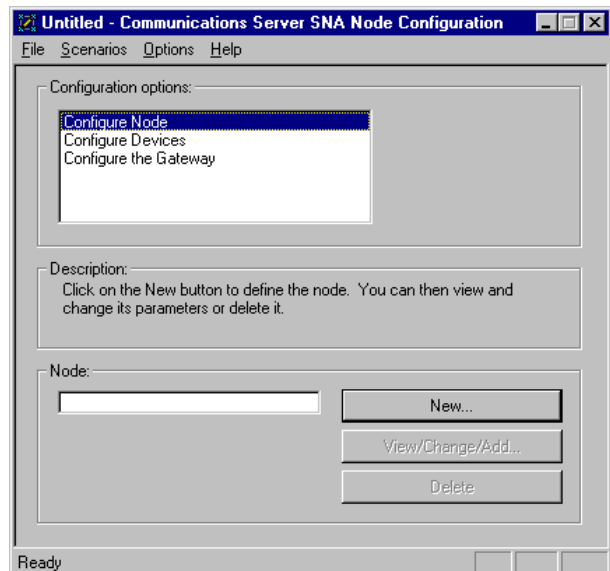 Untitled - Communications Server SNA Node Configuration
File Scenarios Options Help
Configuration options:
Configure Node
Configure Devices
Configure the Gateway
Description:
Click on the New button to define the node. You can then view and
change its parameters or delete it.
Node:
New...
View/Change/Add...
Delete
Ready